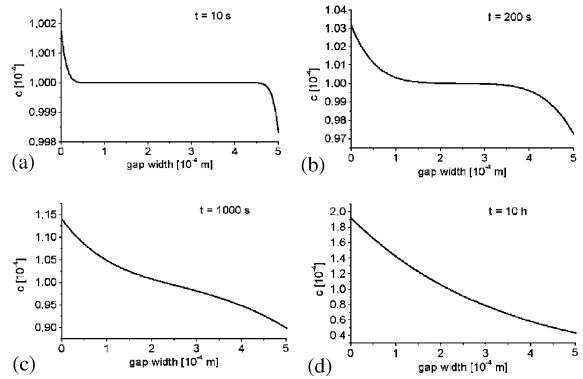 t = 10 s
c [10⁻⁴]
1.002
1.001
1.000
0.999
0.998
0 1 2 3 4 5
gap width [10⁻⁴ m]
(a)
t = 200 s
c [10⁻⁴]
1.04
1.03
1.02
1.01
1.00
0.99
0.98
0.97
0 1 2 3 4 5
gap width [10⁻⁴ m]
(b)
t = 1000 s
c [10⁻⁴]
1.15
1.10
1.05
1.00
0.95
0.90
0 1 2 3 4 5
gap width [10⁻⁴ m]
(c)
t = 10 h
c [10⁻⁴]
2.0
1.8
1.6
1.4
1.2
1.0
0.8
0.6
0.4
0 1 2 3 4 5
gap width [10⁻⁴ m]
(d)